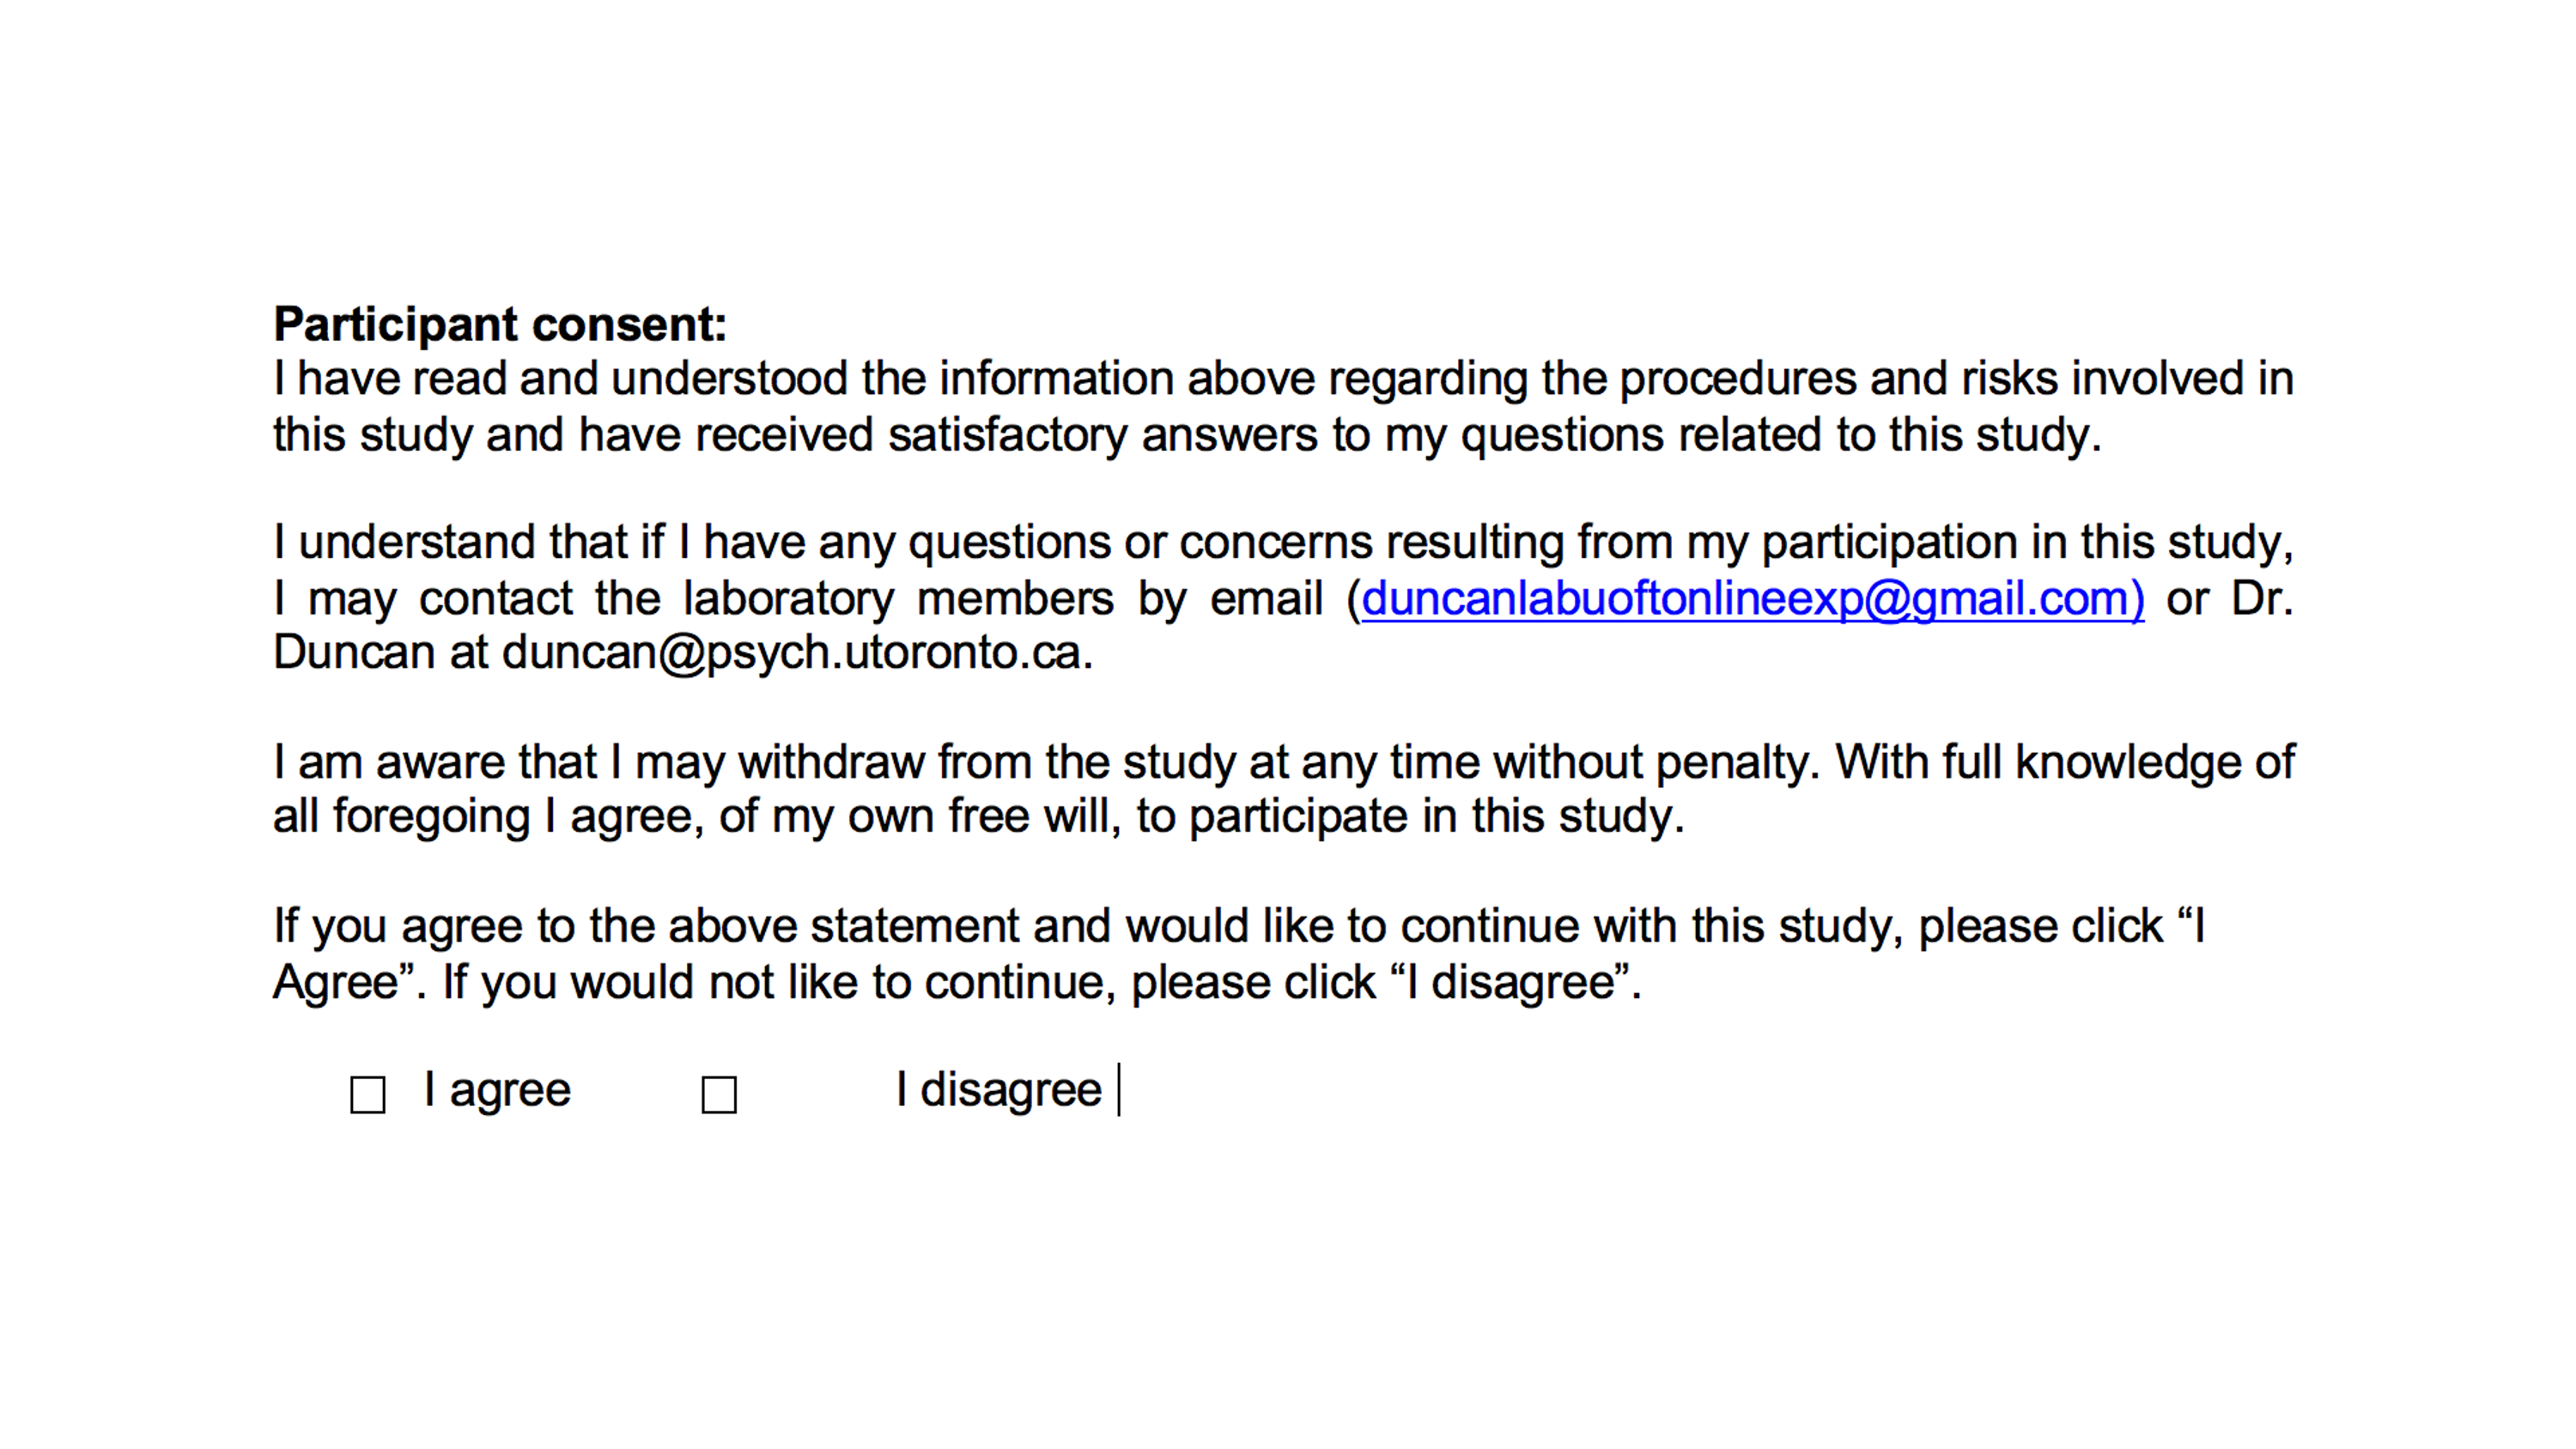 Participant consent:
I have read and understood the information above regarding the procedures and risks involved in
this study and have received satisfactory answers to my questions related to this study.
I understand that if I have any questions or concerns resulting from my participation in this study,
I may contact the laboratory members by email (duncanlabuoftonlineexp@gmail.com) or Dr.
Duncan at duncan@psych.utoronto.ca.
I am aware that I may withdraw from the study at any time without penalty. With full knowledge of
all foregoing I agree, of my own free will, to participate in this study.
If you agree to the above statement and would like to continue with this study, please click “I
Agree”. If you would not like to continue, please click “I disagree”.
☐ I agree ☐ I disagree